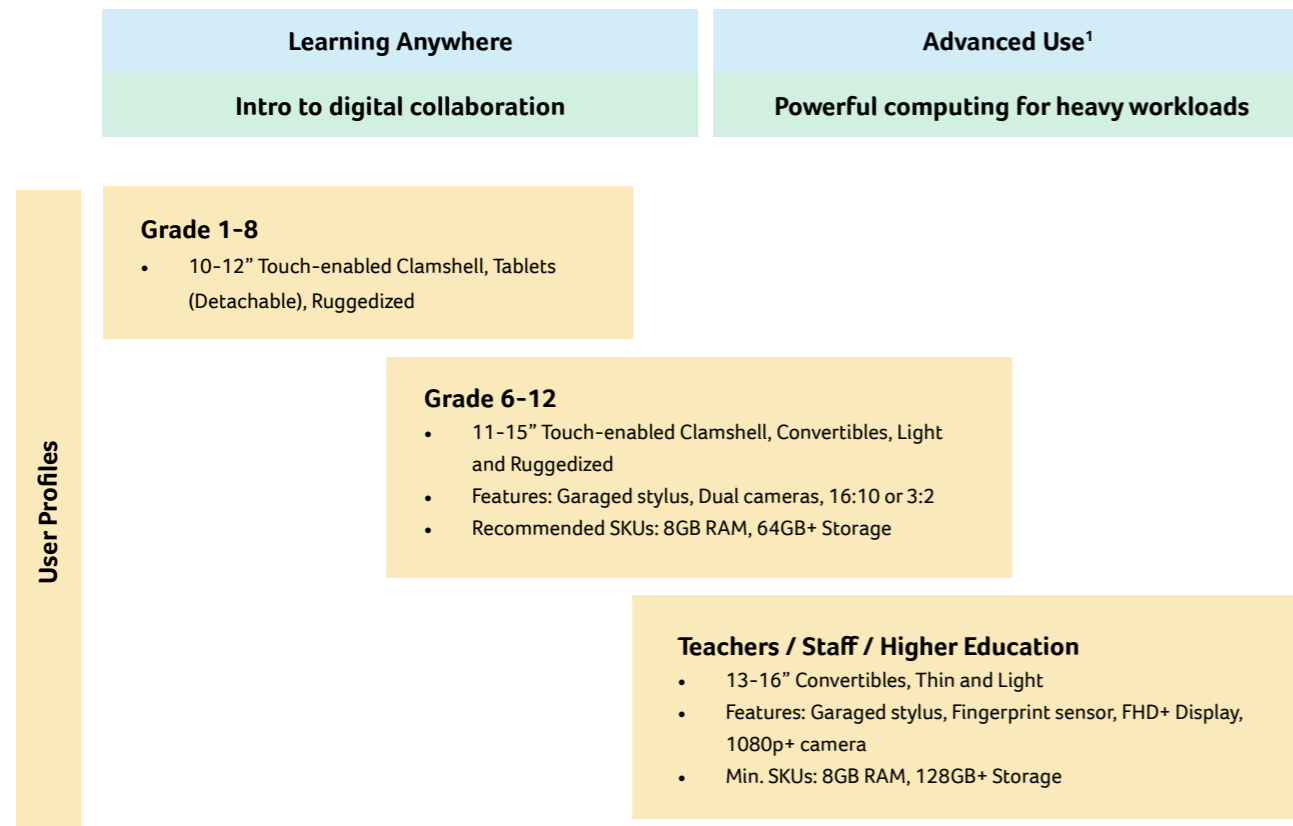 Learning Anywhere
Advanced Use¹
Intro to digital collaboration
Powerful computing for heavy workloads
User Profiles
Grade 1-8
• 10-12” Touch-enabled Clamshell, Tablets
(Detachable), Ruggedized
Grade 6-12
• 11-15” Touch-enabled Clamshell, Convertibles, Light
and Ruggedized
• Features: Garaged stylus, Dual cameras, 16:10 or 3:2
• Recommended SKUs: 8GB RAM, 64GB+ Storage
Teachers / Staff / Higher Education
• 13-16” Convertibles, Thin and Light
• Features: Garaged stylus, Fingerprint sensor, FHD+ Display,
1080p+ camera
• Min. SKUs: 8GB RAM, 128GB+ Storage